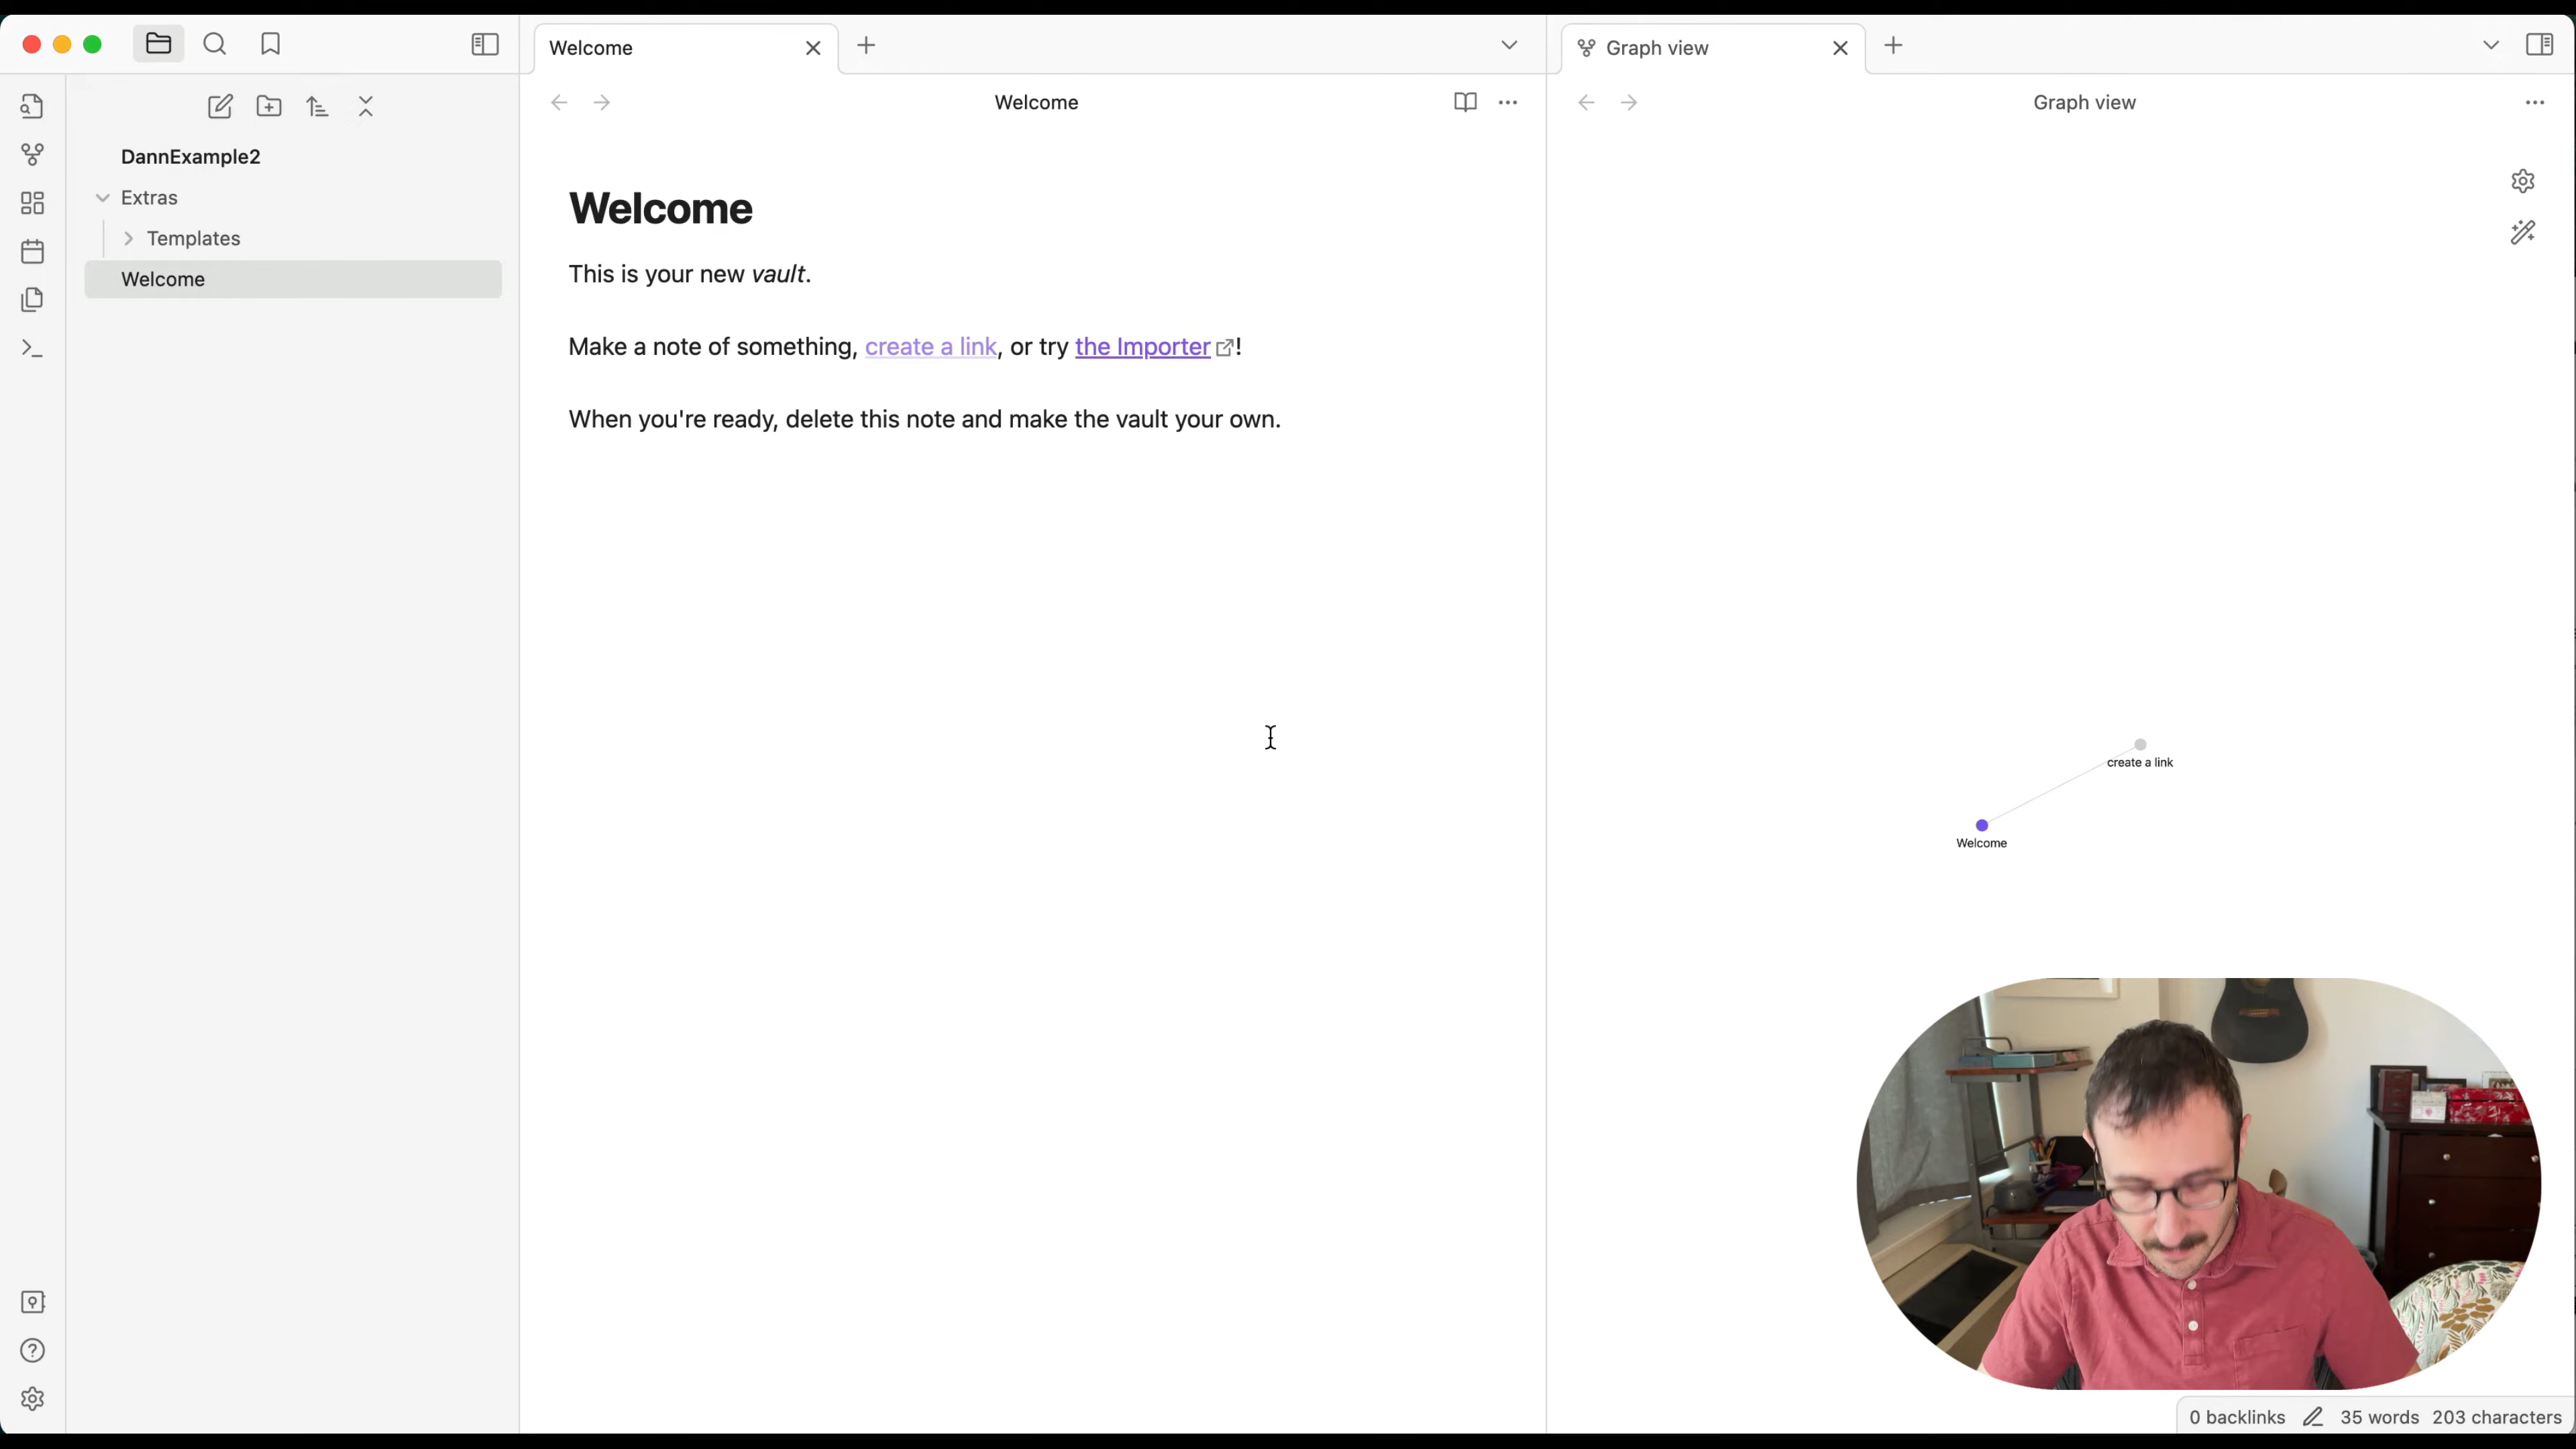 Welcome
Graph view
Welcome
Graph view
DannExample2
Extras
Templates
Welcome
Welcome
This is your new vault.
Make a note of something, create a link, or try the Importer!
When you're ready, delete this note and make the vault your own.
create a link
Welcome
0 backlinks 35 words 203 characters